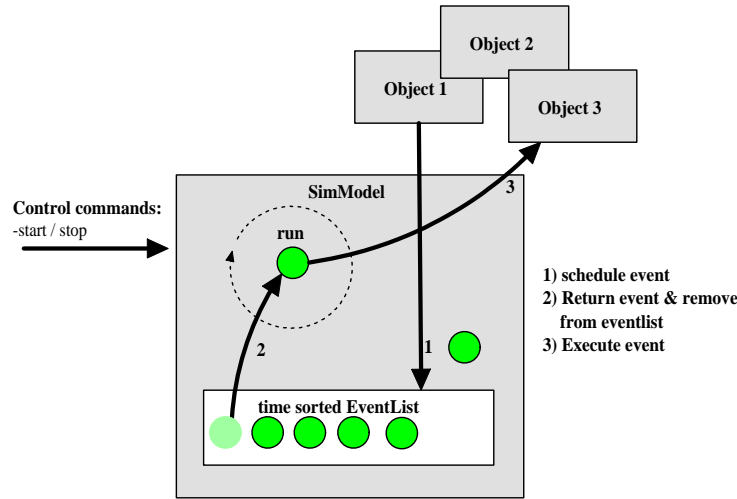 Object 2
Object 1
Object 3
SimModel
3
Control commands:
-start / stop
run
1) schedule event
2) Return event & remove
from eventlist
3) Execute event
2
1
time sorted EventList